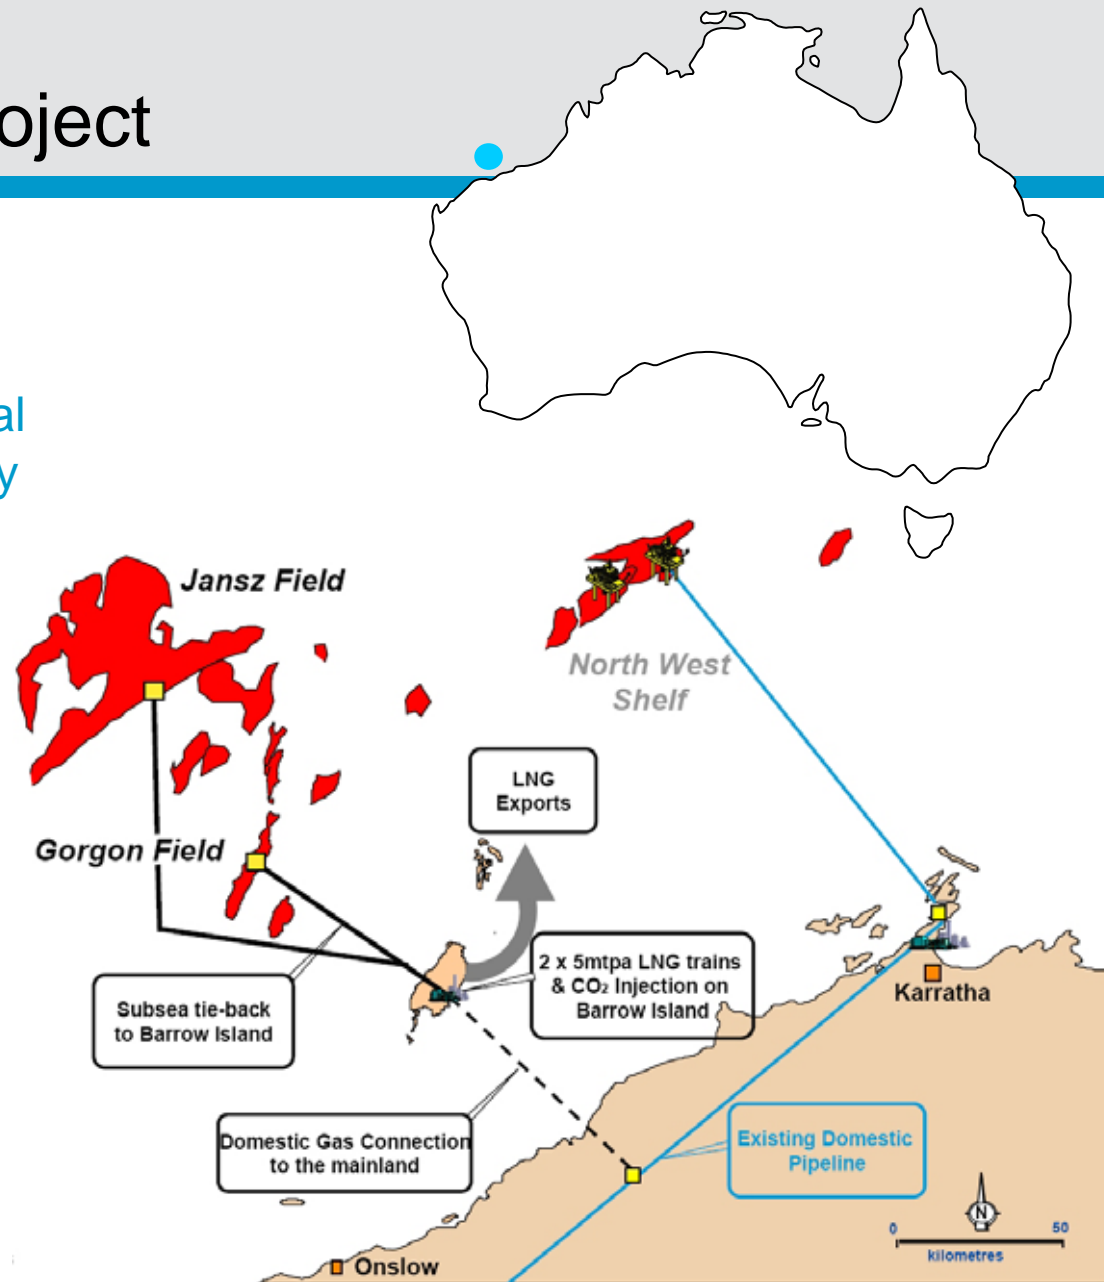 oject
al
y
Jansz Field
North West
Shelf
LNG
Exports
Gorgon Field
2 x 5mtpa LNG trains
& CO₂ Injection on
Barrow Island
Karratha
Subsea tie-back
to Barrow Island
Domestic Gas Connection
to the mainland
Existing Domestic
Pipeline
N
0 50
kilometres
Onslow